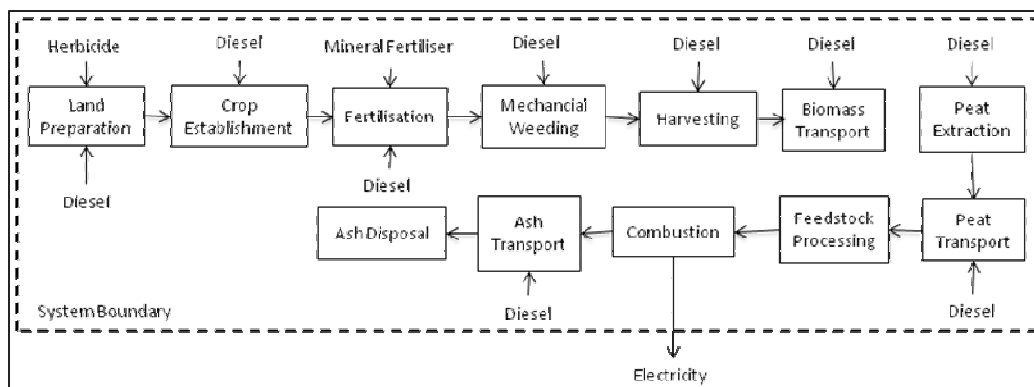 Herbicide
Diesel
Mineral Fertiliser
Diesel
Diesel
Diesel
Diesel
Land
Preparation
Crop
Establishment
Fertilisation
Mechancial
Weeding
Harvesting
Biomass
Transport
Peat
Extraction
Diesel
Diesel
Ash Disposal
Ash
Transport
Combustion
Feedstock
Processing
Peat
Transport
System Boundary
Diesel
Diesel
Electricity